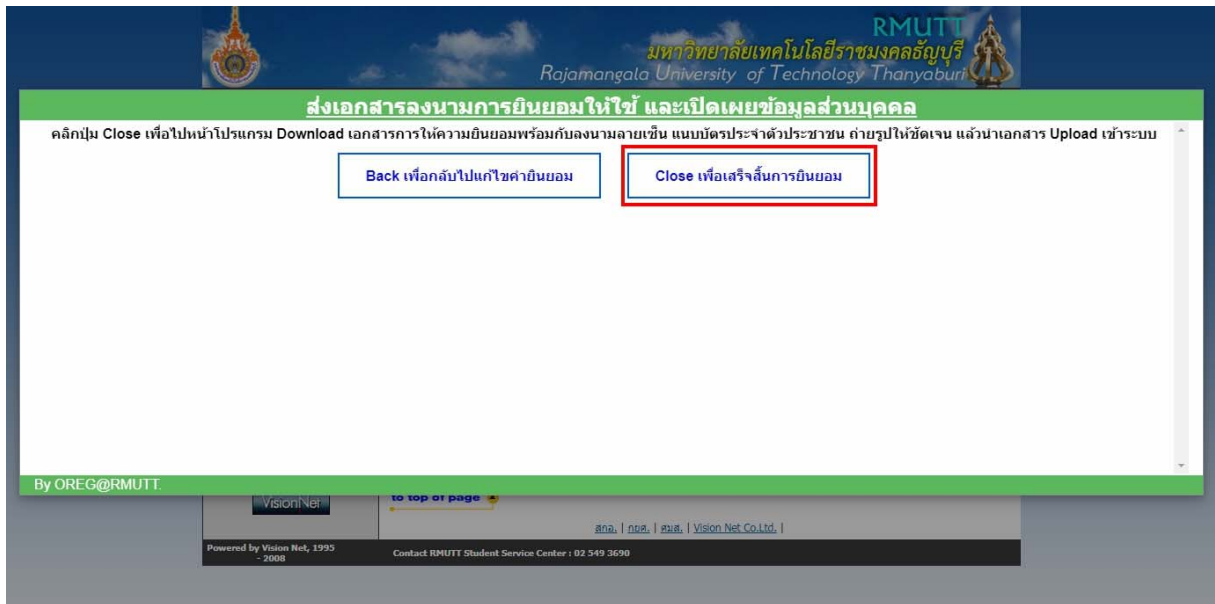 RMUTT
มหาวิทยาลัยเทคโนโลยีราชมงคลธัญบุรี
Rajamangala University of Technology Thanyaburi
ส่งเอกสารลงนามการยินยอมให้ใช้ และเปิดเผยข้อมูลส่วนบุคคล
คลิกปุ่ม Close เพื่อไปหน้าโปรแกรม Download เอกสารการให้ความยินยอมพร้อมกับลงนามลายเซ็น แนบบัตรประจำตัวประชาชน ถ่ายรูปให้ชัดเจน แล้วนำเอกสาร Upload เข้าระบบ
Back เพื่อกลับไปแก้ไขคำยินยอม
Close เพื่อเสร็จสิ้นการยินยอม
By OREG@RMUTT.
VisionNet
to top of page
สกอ. | กยศ. | ศมส. | Vision Net Co.Ltd. |
Powered by Vision Net, 1995 - 2008
Contact RMUTT Student Service Center : 02 549 3690